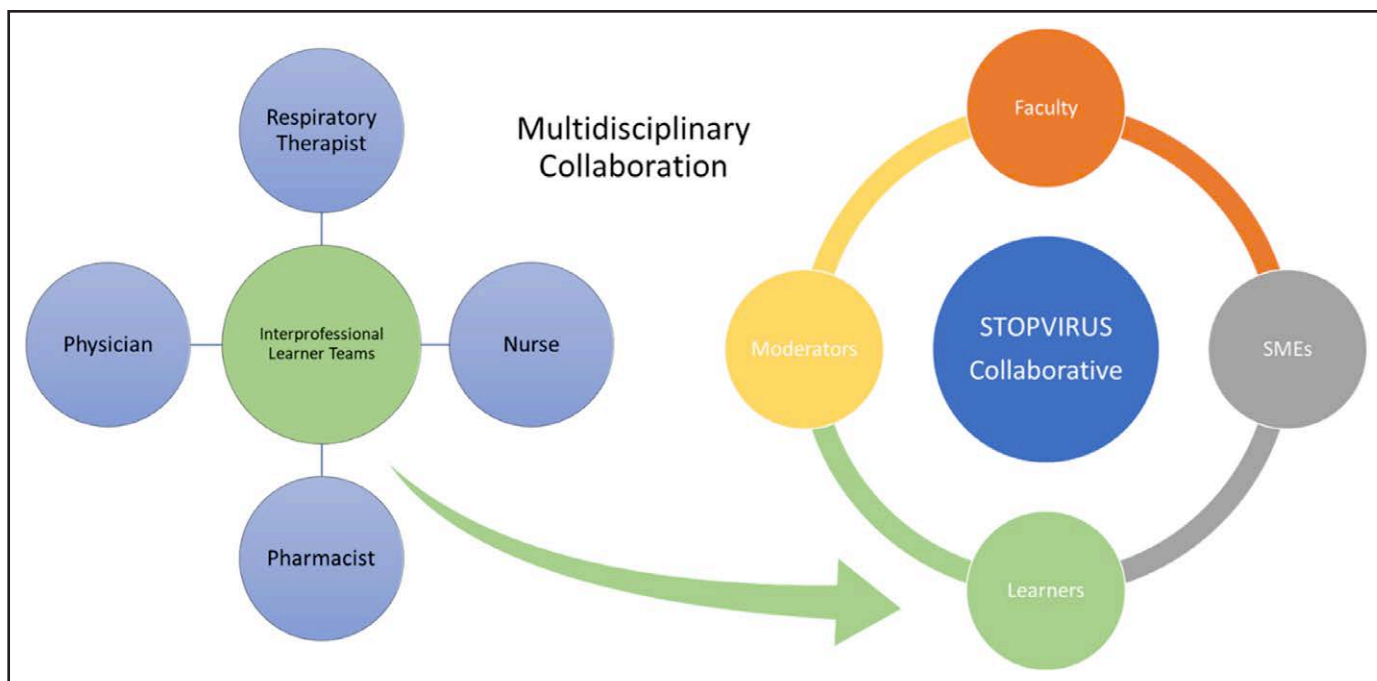 Respiratory
Therapist
Physician
Interprofessional
Learner Teams
Nurse
Pharmacist
Multidisciplinary
Collaboration
Faculty
Moderators
STOPVIRUS
Collaborative
SMEs
Learners